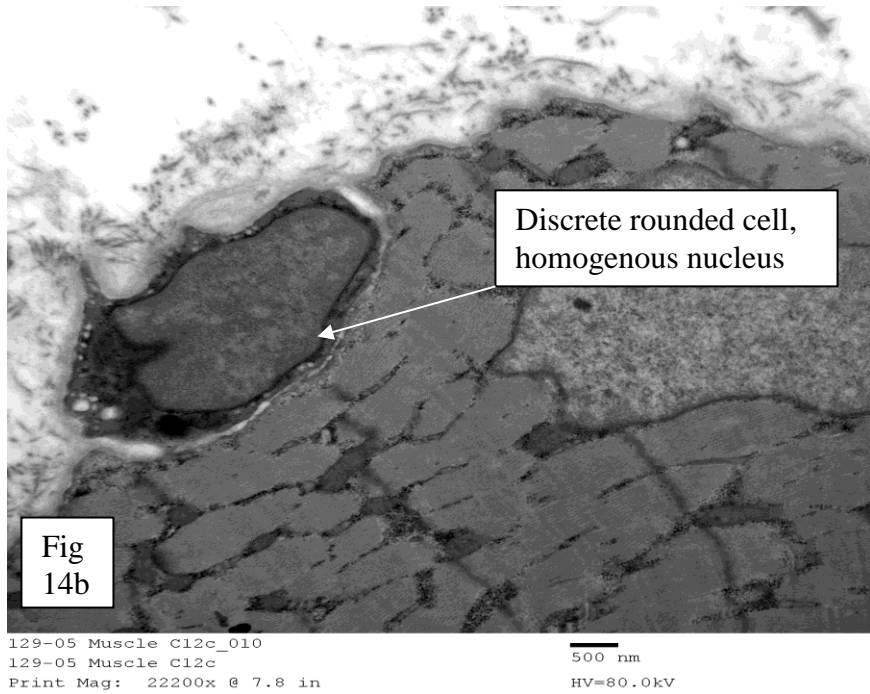 Discrete rounded cell,
homogenous nucleus
Fig
14b
129-05 Muscle C12c_010
129-05 Muscle C12c
Print Mag: 22200x @ 7.8 in
500 nm
HV=80.0kV